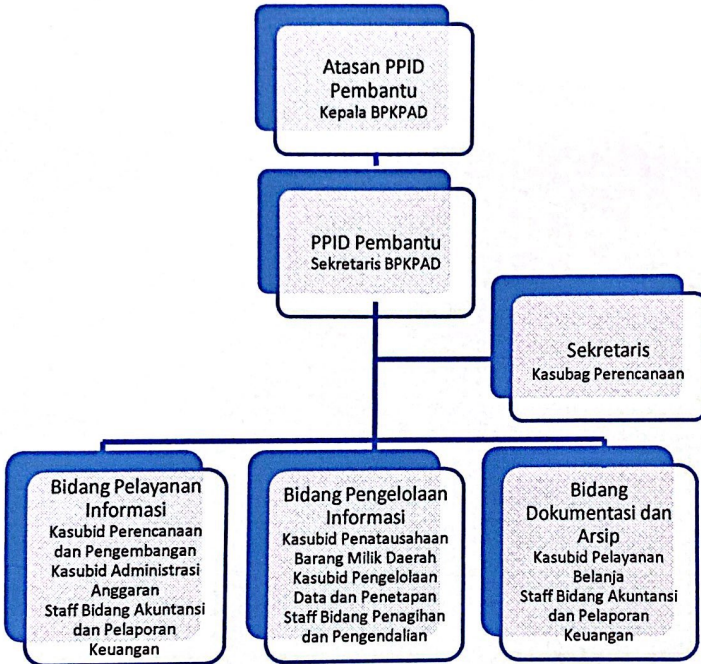 Atasan PPID
Pembantu
Kepala BPKPAD
PPID Pembantu
Sekretaris BPKPAD
Sekretaris
Kasubag Perencanaan
Bidang Pelayanan
Informasi
Kasubid Perencanaan
dan Pengembangan
Kasubid Administrasi
Anggaran
Staff Bidang Akuntansi
dan Pelaporan
Keuangan
Bidang Pengelolaan
Informasi
Kasubid Penatausahaan
Barang Milik Daerah
Kasubid Pengelolaan
Data dan Penetapan
Staff Bidang Penagihan
dan Pengendalian
Bidang
Dokumentasi dan
Arsip
Kasubid Pelayanan
Belanja
Staff Bidang Akuntansi
dan Pelaporan
Keuangan